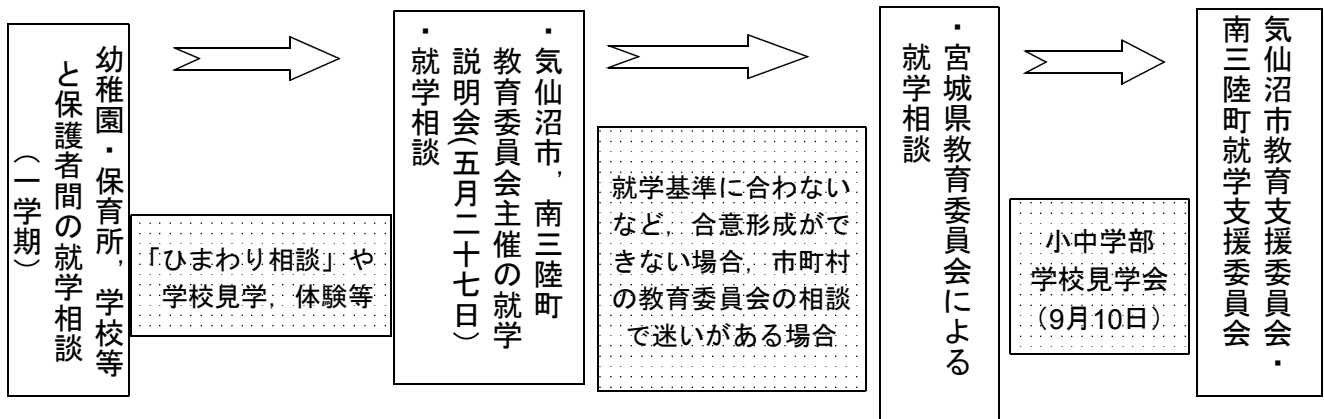 幼稚園・保育所，学校等
と保護者間の就学相談
（一学期）
「ひまわり相談」や
学校見学，体験等
・気仙沼市，南三陸町
教育委員会主催の就学
説明会(五月二十七日)
・就学相談
就学基準に合わない
など，合意形成がで
きない場合，市町村
の教育委員会の相談
で迷いがある場合
・宮城県教育委員会による
就学相談
小中学部
学校見学会
（9月10日）
気仙沼市教育支援委員会・
南三陸町就学支援委員会